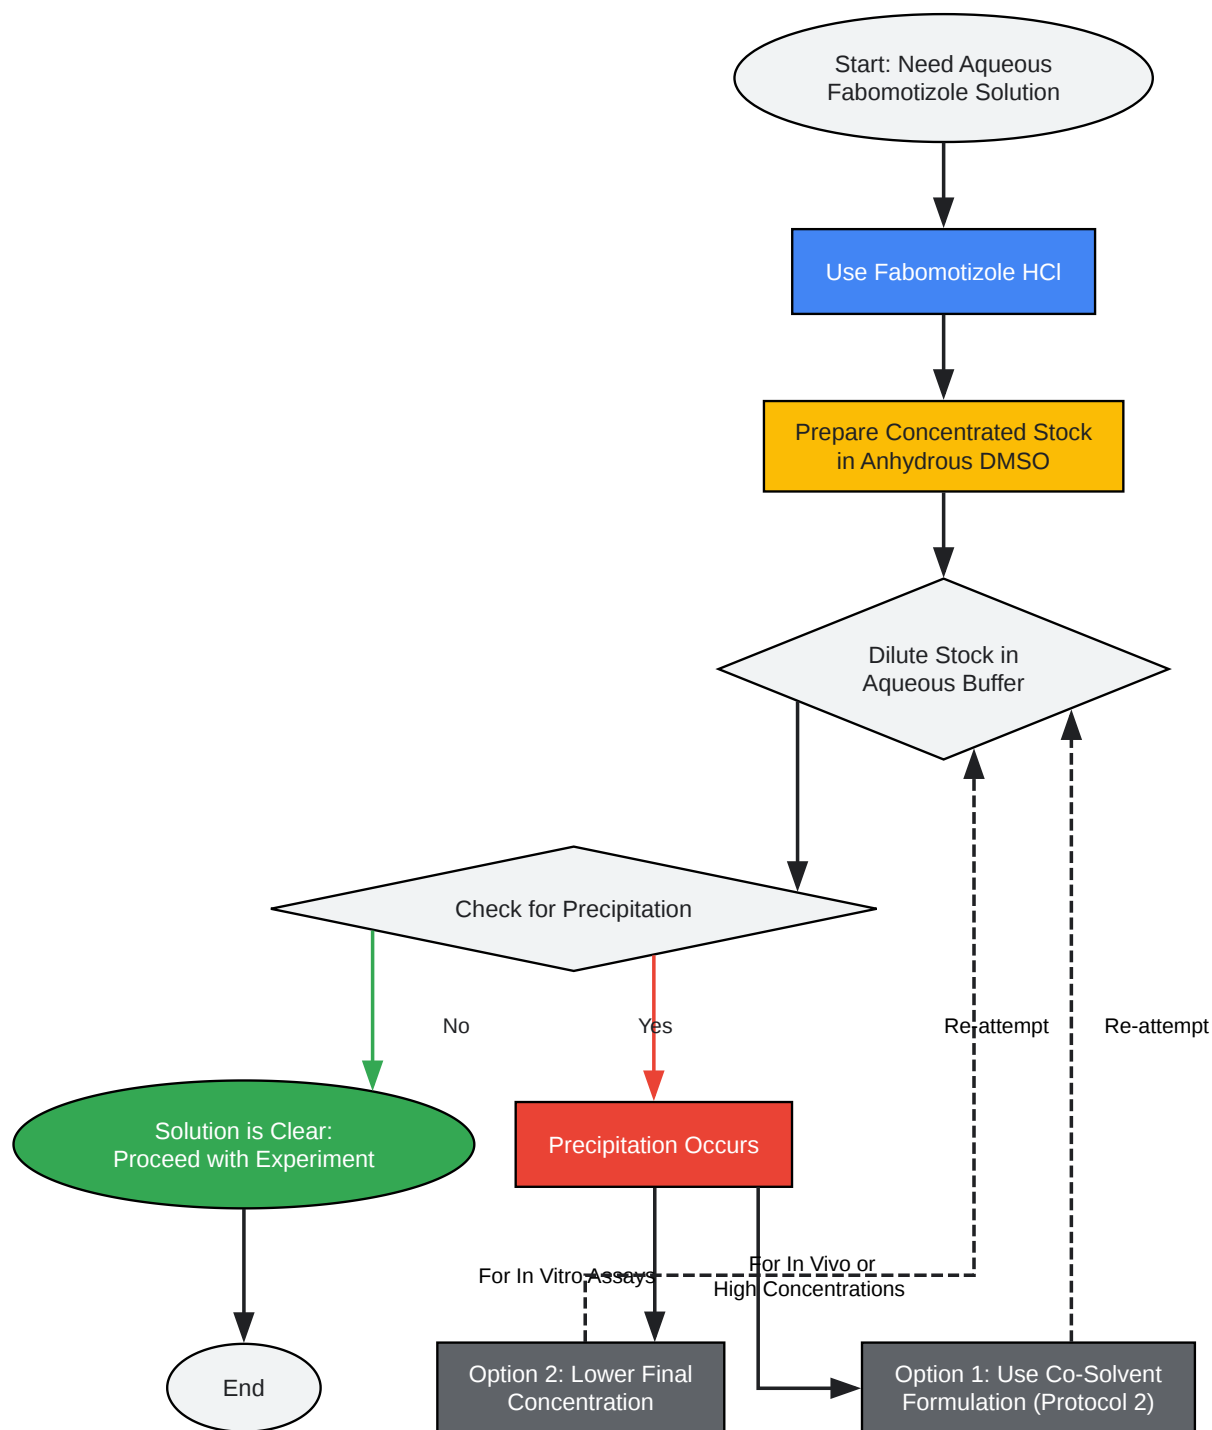 Start: Need Aqueous
Fabomotizole Solution
Use Fabomotizole HCl
Prepare Concentrated Stock
in Anhydrous DMSO
Dilute Stock in
Aqueous Buffer
Check for Precipitation
No
Yes
Re-attempt
Re-attempt
Solution is Clear:
Proceed with Experiment
Precipitation Occurs
For In Vitro Assays
For In Vivo or
High Concentrations
End
Option 2: Lower Final
Concentration
Option 1: Use Co-Solvent
Formulation (Protocol 2)